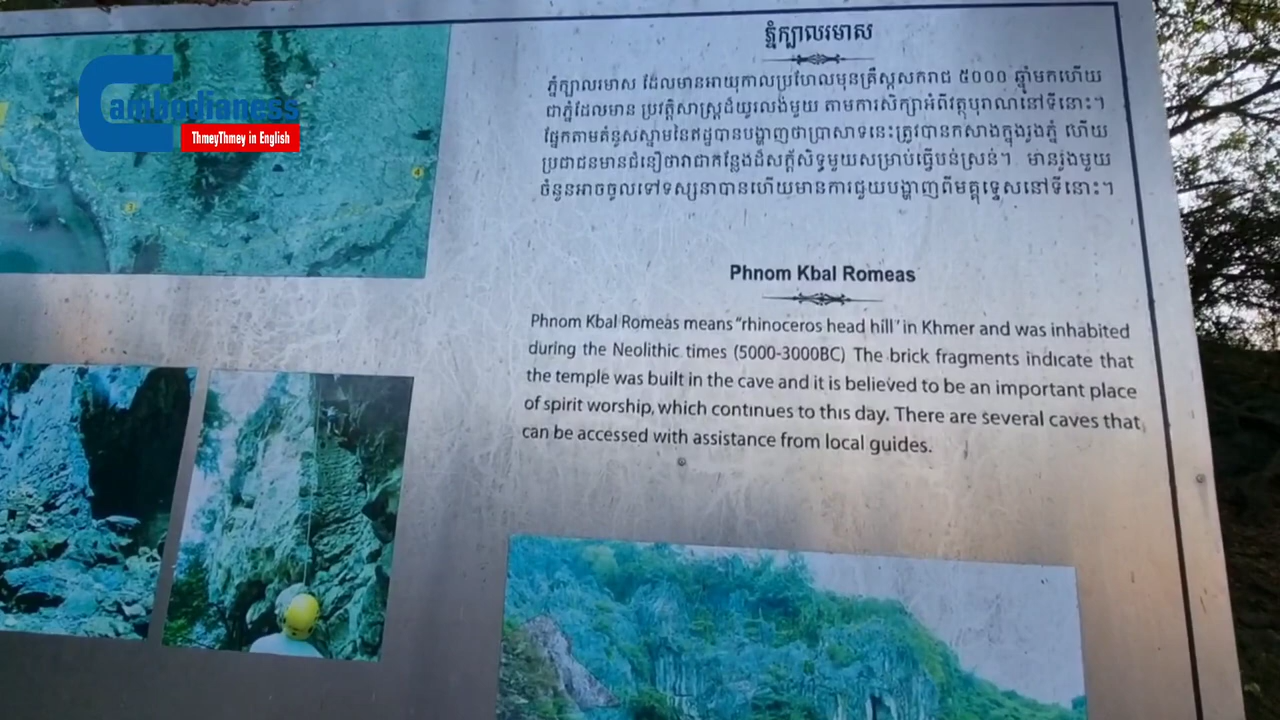 Cambodianess
ThmeyThmey in English
4
3
ភ្នំក្បាលរមាស
ភ្នំក្បាលរមាស ដែលមានអាយុកាលប្រហែលមុនគ្រឹស្តសករាជ ៥០០០ ឆ្នាំមកហើយ
ជាភ្នំដែលមាន ប្រវត្តិសាស្ត្រដ៏យូរលង់មួយ តាមការសិក្សាអំពីវត្ថុបុរាណនៅទីនោះ។
ផ្នែកតាមគំនូសស្នាមនៃឥដ្ឋបានបង្ហាញថាប្រាសាទនេះត្រូវបានកសាងក្នុងរូងភ្នំ ហើយ
ប្រជាជនមានជំនឿថាវាជាកន្លែងដ៏សក្តិសិទ្ធមួយសម្រាប់ធ្វើបន់ស្រន់។ មានរូងមួយ
ចំនួនអាចចូលទៅទស្សនាបានហើយមានការជួយបង្ហាញពីមគ្គុទ្ទេសនៅទីនោះ។
Phnom Kbal Romeas
Phnom Kbal Romeas means "rhinoceros head hill" in Khmer and was inhabited
during the Neolithic times (5000-3000BC) The brick fragments indicate that
the temple was built in the cave and it is believed to be an important place
of spirit worship, which continues to this day. There are several caves that
can be accessed with assistance from local guides.